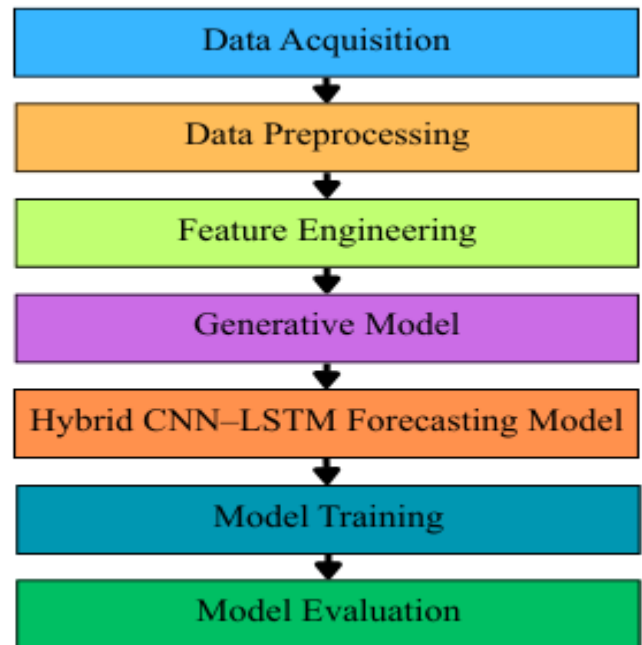 Data Acquisition
Data Preprocessing
Feature Engineering
Generative Model
Hybrid CNN–LSTM Forecasting Model
Model Training
Model Evaluation